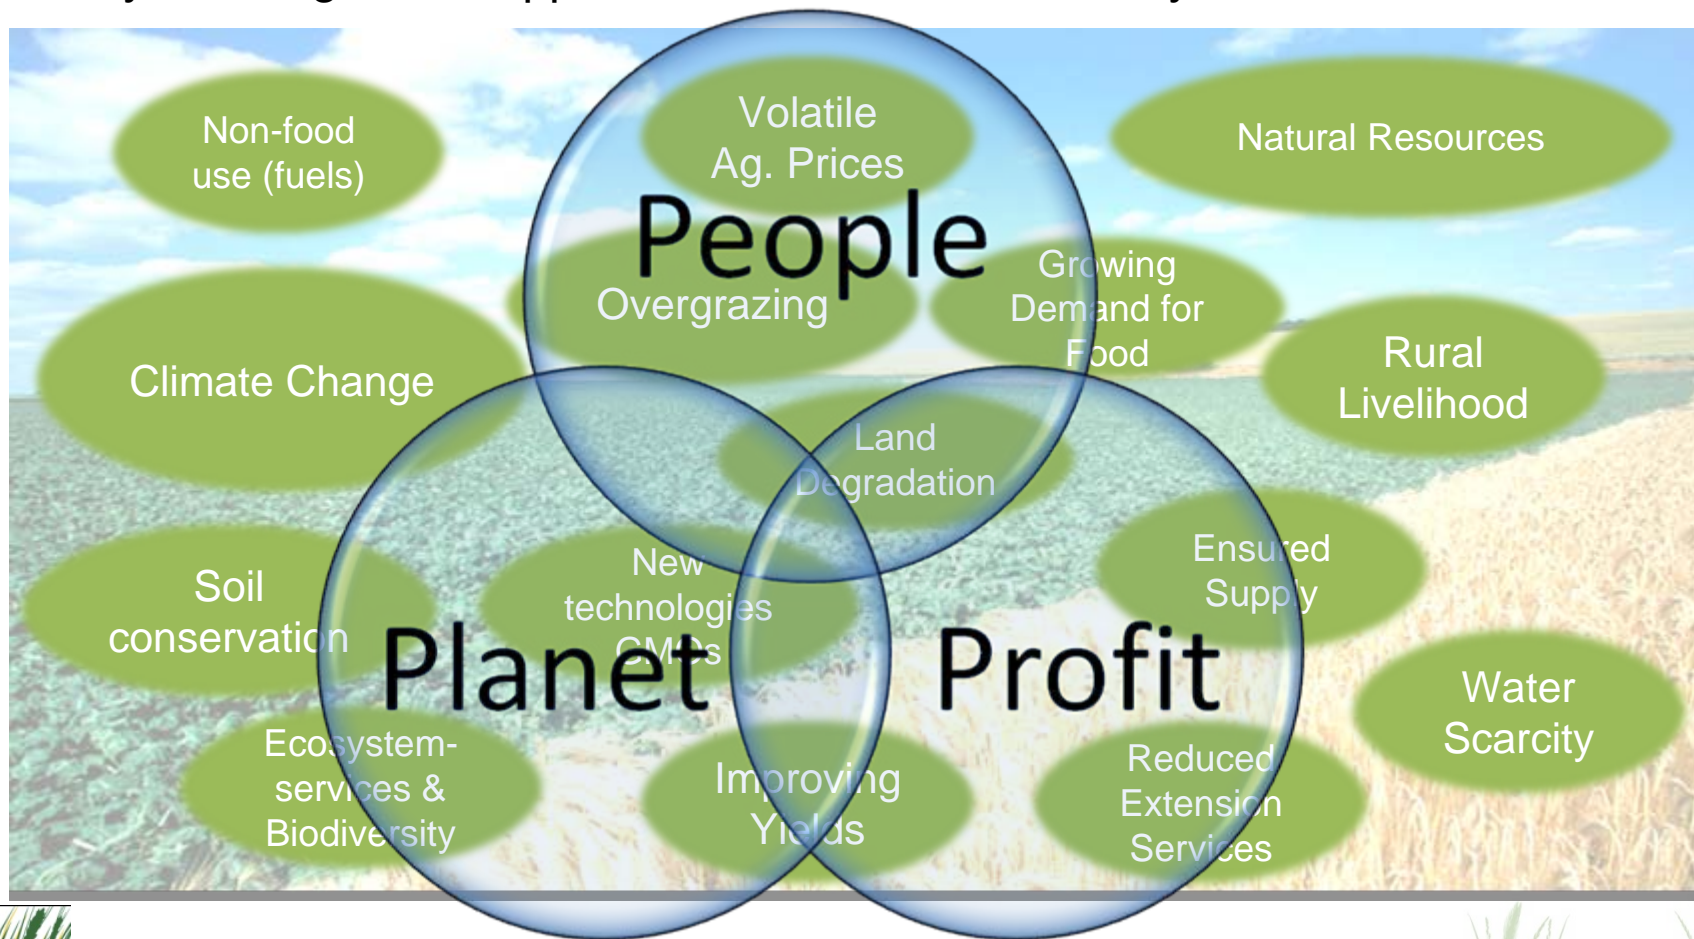 Non-food
use (fuels)
Volatile
Ag. Prices
Natural Resources
People
Overgrazing
Growing
Demand for
Food
Climate Change
Rural
Livelihood
Land
Degradation
Soil
conservation
New
technologies
GMOs
Ensured
Supply
Planet
Profit
Water
Scarcity
Ecosystem-
services &
Biodiversity
Improving
Yields
Reduced
Extension
Services